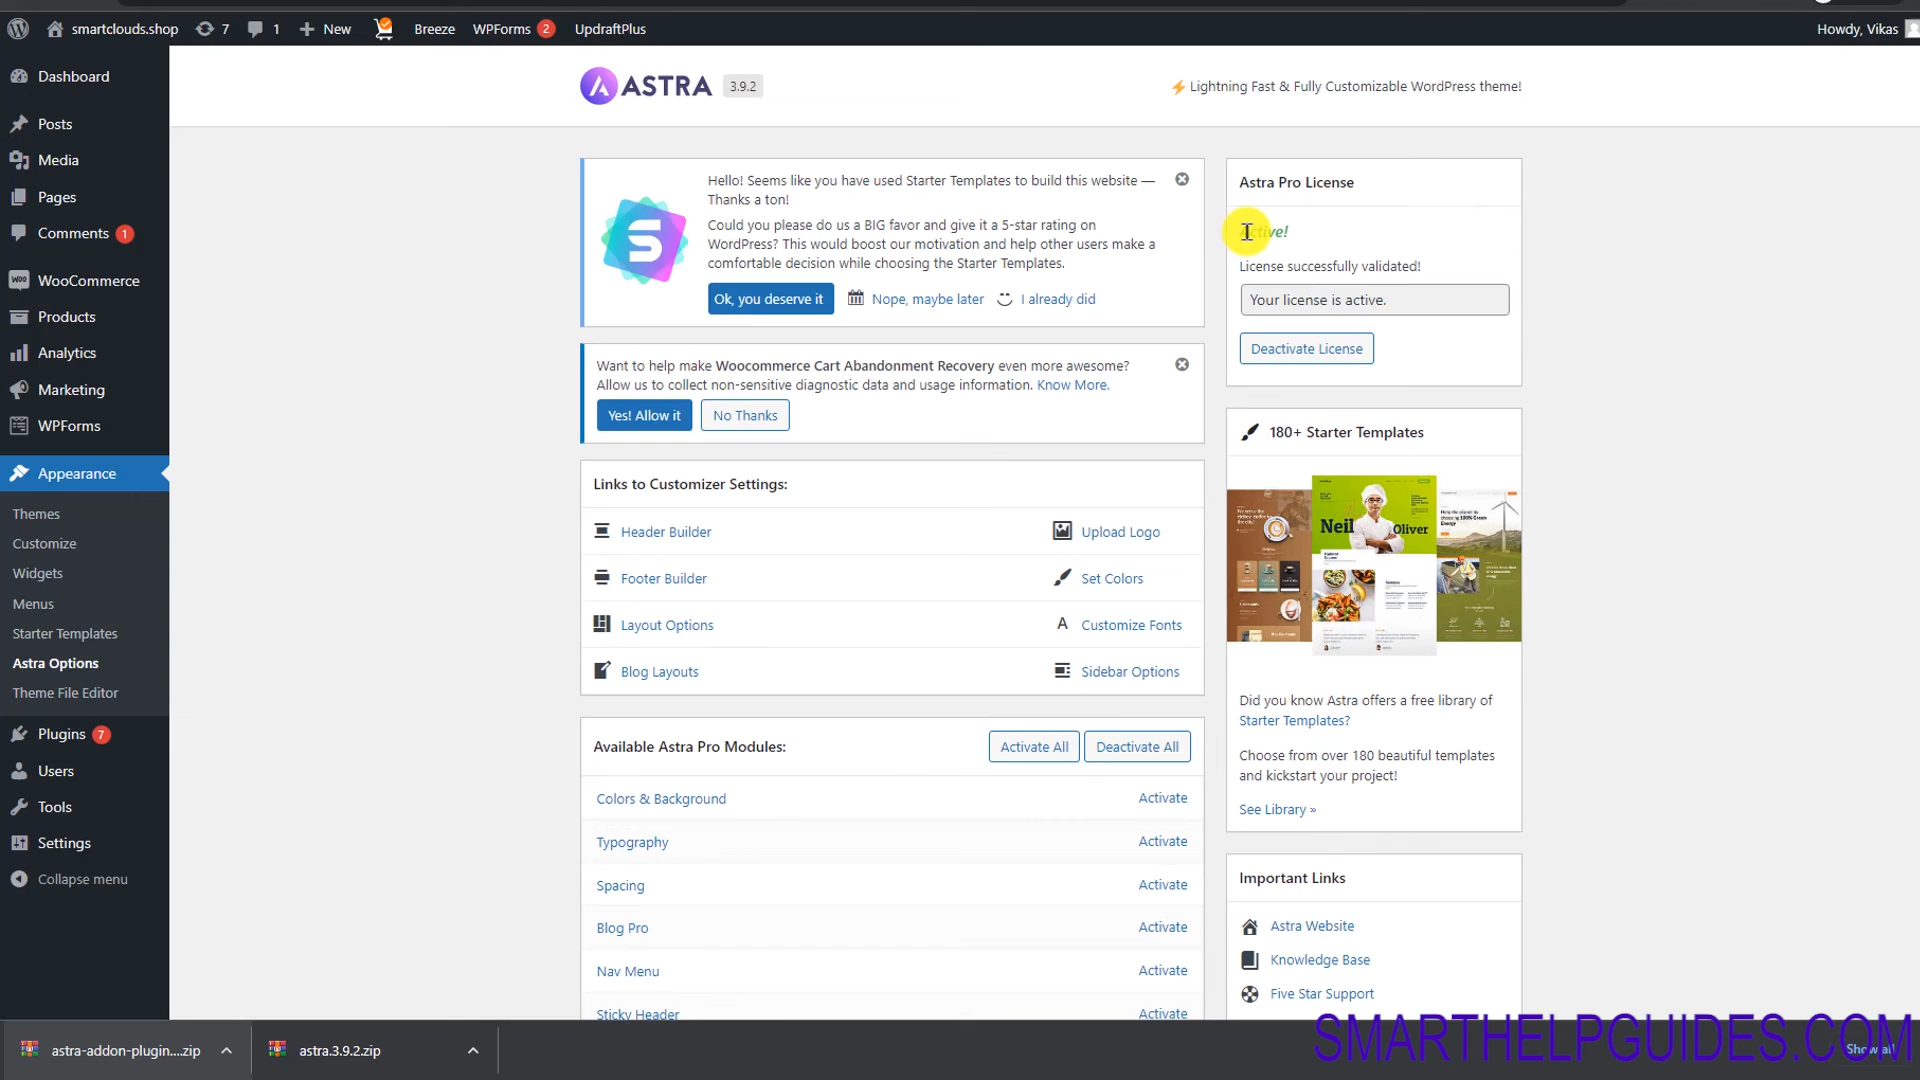 smartclouds.shop
7
1
New
Breeze
WPForms
2
UpdraftPlus
Howdy, Vikas
Dashboard
Posts
Media
Pages
Comments 1
WooCommerce
Products
Analytics
Marketing
WPForms
Appearance
Themes
Customize
Widgets
Menus
Starter Templates
Astra Options
Theme File Editor
Plugins 7
Users
Tools
Settings
Collapse menu
ASTRA 3.9.2
Lightning Fast & Fully Customizable WordPress theme!
Hello! Seems like you have used Starter Templates to build this website —
Thanks a ton!
Could you please do us a BIG favor and give it a 5-star rating on
WordPress? This would boost our motivation and help other users make a
comfortable decision while choosing the Starter Templates.
Ok, you deserve it
Nope, maybe later
I already did
Want to help make Woocommerce Cart Abandonment Recovery even more awesome?
Allow us to collect non-sensitive diagnostic data and usage information. Know More.
Yes! Allow it
No Thanks
Links to Customizer Settings:
Header Builder
Upload Logo
Footer Builder
Set Colors
Layout Options
Customize Fonts
Blog Layouts
Sidebar Options
Available Astra Pro Modules:
Activate All
Deactivate All
Colors & Background
Activate
Typography
Activate
Spacing
Activate
Blog Pro
Activate
Nav Menu
Activate
Sticky Header
Activate
Astra Pro License
Active!
License successfully validated!
Your license is active.
Deactivate License
180+ Starter Templates
Neil
Oliver
Did you know Astra offers a free library of
Starter Templates?
Choose from over 180 beautiful templates
and kickstart your project!
See Library »
Important Links
Astra Website
Knowledge Base
Five Star Support
astra-addon-plugin....zip
astra.3.9.2.zip
Show all
SMARTHELPGUIDES.COM